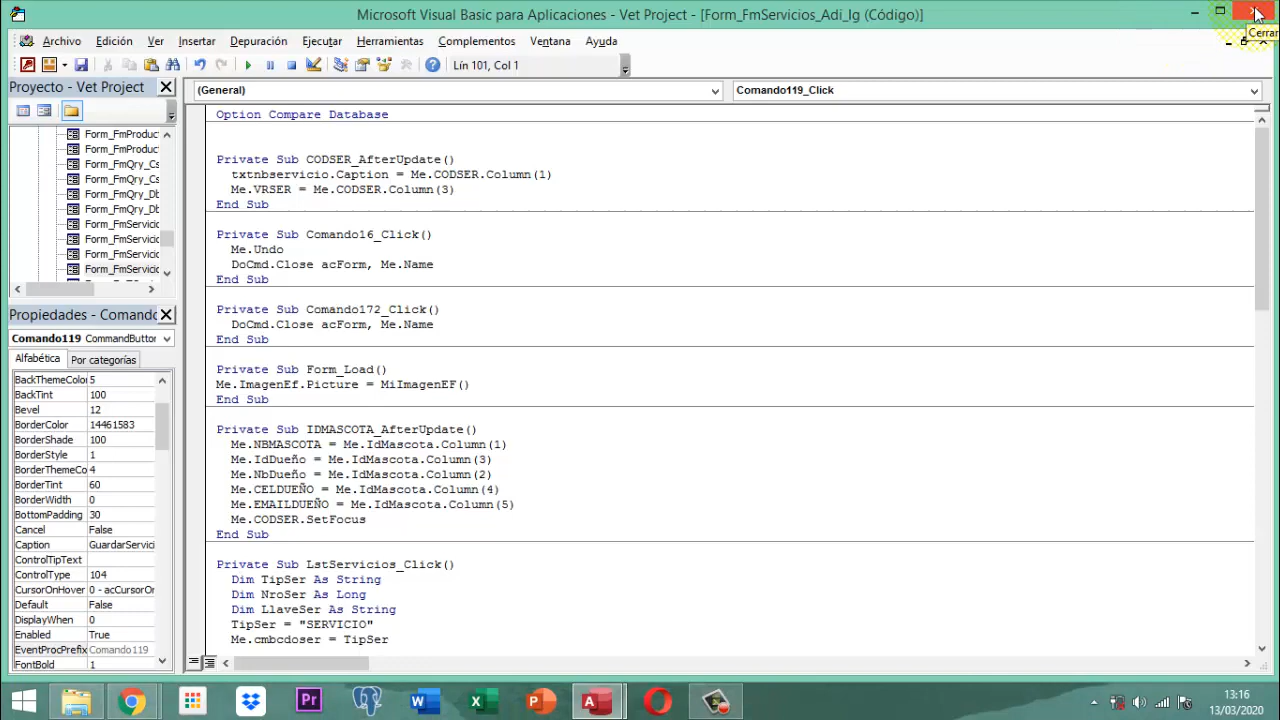 Microsoft Visual Basic para Aplicaciones - Vet Project - [Form_FmServicios_Adi_Ig (Código)]
Cerrar
Archivo Edición Ver Insertar Formato Depuración Ejecutar Herramientas Complementos Ventana Ayuda
Lín 101, Col 1
Proyecto - Vet Project
(General)
Comando119_Click
Form_FmProduc
Form_FmProduc
Form_FmQry_Cs
Form_FmQry_Cs
Form_FmQry_Db
Form_FmQry_Db
Form_FmServicic
Form_FmServicic
Form_FmServicic
Form_FmServicic
Propiedades - Comando
Comando119 CommandButton
Alfabética Por categorías
BackThemeColor 5
BackTint 100
Bevel 12
BorderColor 14461583
BorderShade 100
BorderStyle 1
BorderThemeCo 4
BorderTint 60
BorderWidth 0
BottomPadding 30
Cancel False
Caption GuardarServici
ControlTipText
ControlType 104
CursorOnHover 0 - acCursorOn
Default False
DisplayWhen 0
Enabled True
EventProcPrefix Comando119
FontBold 1
Option Compare Database
Private Sub CODSER_AfterUpdate()
txtnbservicio.Caption = Me.CODSER.Column(1)
Me.VRSER = Me.CODSER.Column(3)
End Sub
Private Sub Comando16_Click()
Me.Undo
DoCmd.Close acForm, Me.Name
End Sub
Private Sub Comando172_Click()
DoCmd.Close acForm, Me.Name
End Sub
Private Sub Form_Load()
Me.ImagenEf.Picture = MiImagenEF()
End Sub
Private Sub IDMASCOTA_AfterUpdate()
Me.NBMASCOTA = Me.IdMascota.Column(1)
Me.IdDueño = Me.IdMascota.Column(3)
Me.NbDueño = Me.IdMascota.Column(2)
Me.CELDUEÑO = Me.IdMascota.Column(4)
Me.EMAILDUEÑO = Me.IdMascota.Column(5)
Me.CODSER.SetFocus
End Sub
Private Sub LstServicios_Click()
Dim TipSer As String
Dim NroSer As Long
Dim LlaveSer As String
TipSer = "SERVICIO"
Me.cmbcdoser = TipSer
Pr
13:16
13/03/2020